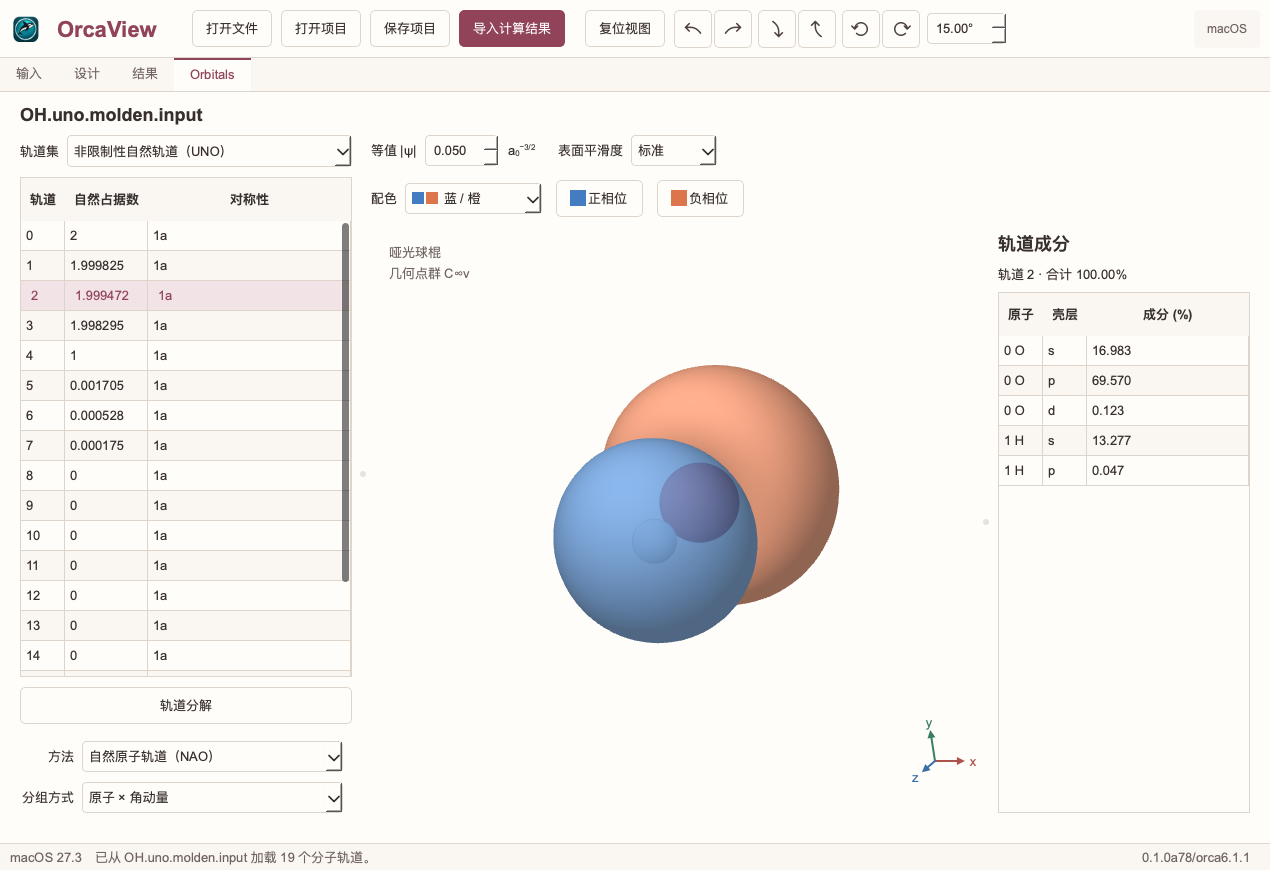 OrcaView 打开文件 打开项目 保存项目 导入计算结果 复位视图 15.00° macOS
输入 设计 结果 Orbitals
OH.uno.molden.input
轨道集 非限制性自然轨道（UNO） 等值 |ψ| 0.050 a₀⁻³ᐟ² 表面平滑度 标准
配色 蓝 / 橙 正相位 负相位
轨道 自然占据数 对称性
0 2 1a
1 1.999825 1a
2 1.999472 1a
3 1.998295 1a
4 1 1a
5 0.001705 1a
6 0.000528 1a
7 0.000175 1a
8 0 1a
9 0 1a
10 0 1a
11 0 1a
12 0 1a
13 0 1a
14 0 1a
轨道分解
方法 自然原子轨道（NAO）
分组方式 原子 × 角动量
哑光球棍
几何点群 C∞v
y
x
z
轨道成分
轨道 2 · 合计 100.00%
原子 壳层 成分 (%)
0 O s 16.983
0 O p 69.570
0 O d 0.123
1 H s 13.277
1 H p 0.047
macOS 27.3 已从 OH.uno.molden.input 加载 19 个分子轨道。 0.1.0a78/orca6.1.1